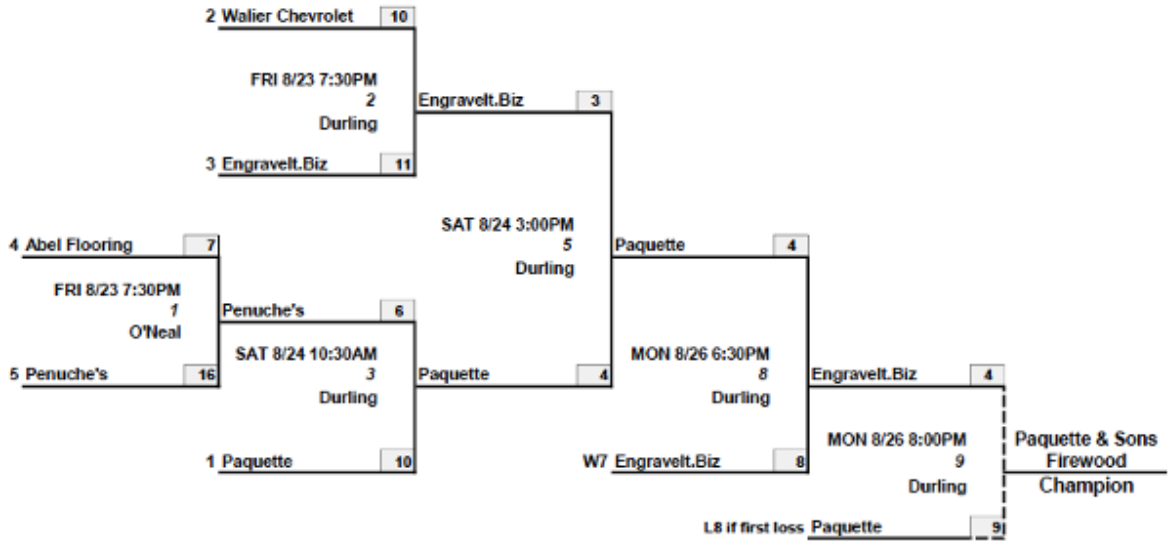 2 Walier Chevrolet 10
FRI 8/23 7:30PM
2
Durling
Engravelt.Biz 3
3 Engravelt.Biz 11
SAT 8/24 3:00PM
5
Durling
4 Abel Flooring 7
Paquette 4
FRI 8/23 7:30PM
1
O'Neal
Penuche's 6
SAT 8/24 10:30AM
3
Durling
5 Penuche's 16
Paquette 4
MON 8/26 6:30PM
8
Durling
Engravelt.Biz 4
1 Paquette 10
W7 Engravelt.Biz 8
MON 8/26 8:00PM
9
Durling
Paquette & Sons
Firewood
Champion
L8 if first loss Paquette 9